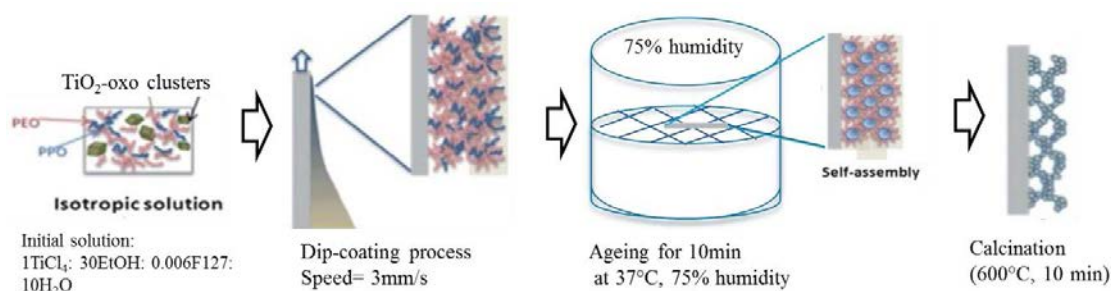 TiO₂-oxo clusters
PEO
PPO
Isotropic solution
Initial solution:
1TiCl₄: 30EtOH: 0.006F127:
10H₂O
Dip-coating process
Speed= 3mm/s
75% humidity
Self-assembly
Ageing for 10min
at 37°C, 75% humidity
Calcination
(600°C, 10 min)